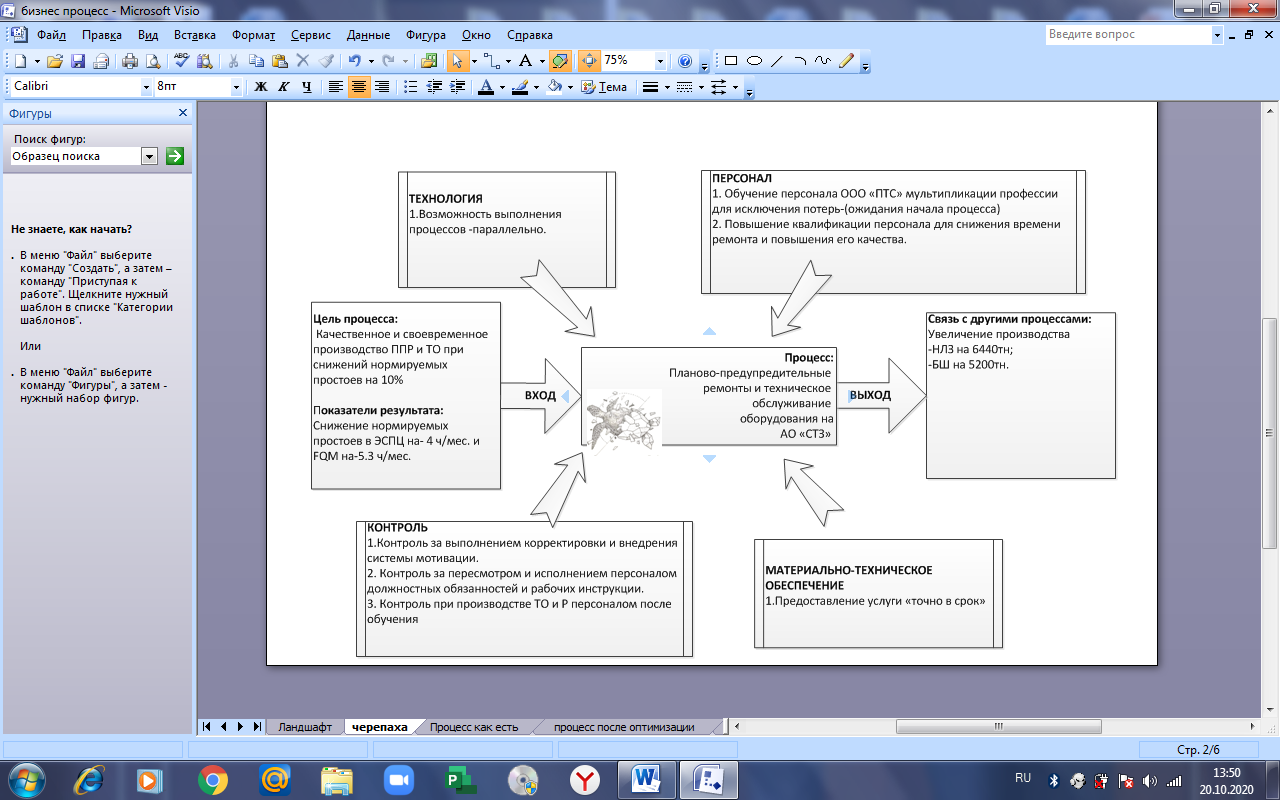 бизнес процесс - Microsoft Visio
Файл Правка Вид Вставка Формат Сервис Данные Фигура Окно Справка
Введите вопрос
75%
Calibri 8пт Ж К Ч А Тема
Фигуры
Поиск фигур:
Образец поиска
Не знаете, как начать?
. В меню "Файл" выберите
команду "Создать", а затем –
команду "Приступая к
работе". Щелкните нужный
шаблон в списке "Категории
шаблонов".
Или
. В меню "Файл" выберите
команду "Фигуры", а затем -
нужный набор фигур.
ТЕХНОЛОГИЯ
1.Возможность выполнения
процессов -параллельно.
ПЕРСОНАЛ
1. Обучение персонала ООО «ПТС» мультипликации профессии
для исключения потерь-(ожидания начала процесса)
2. Повышение квалификации персонала для снижения времени
ремонта и повышения его качества.
Цель процесса:
Качественное и своевременное
производство ППР и ТО при
снижений нормируемых
простоев на 10%
Показатели результата:
Снижение нормируемых
простоев в ЭСПЦ на- 4 ч/мес. и
FQM на-5.3 ч/мес.
ВХОД
Процесс:
Планово-предупредительные
ремонты и техническое
обслуживание
оборудования на
АО «СТЗ»
ВЫХОД
Связь с другими процессами:
Увеличение производства
-НЛЗ на 6440тн;
-БШ на 5200тн.
КОНТРОЛЬ
1.Контроль за выполнением корректировки и внедрения
системы мотивации.
2. Контроль за пересмотром и исполнением персоналом
должностных обязанностей и рабочих инструкции.
3. Контроль при производстве ТО и Р персоналом после
обучения
МАТЕРИАЛЬНО-ТЕХНИЧЕСКОЕ
ОБЕСПЕЧЕНИЕ
1.Предоставление услуги «точно в срок»
Ландшафт черепаха Процесс как есть процесс после оптимизации
Стр. 2/6
RU
13:50
20.10.2020